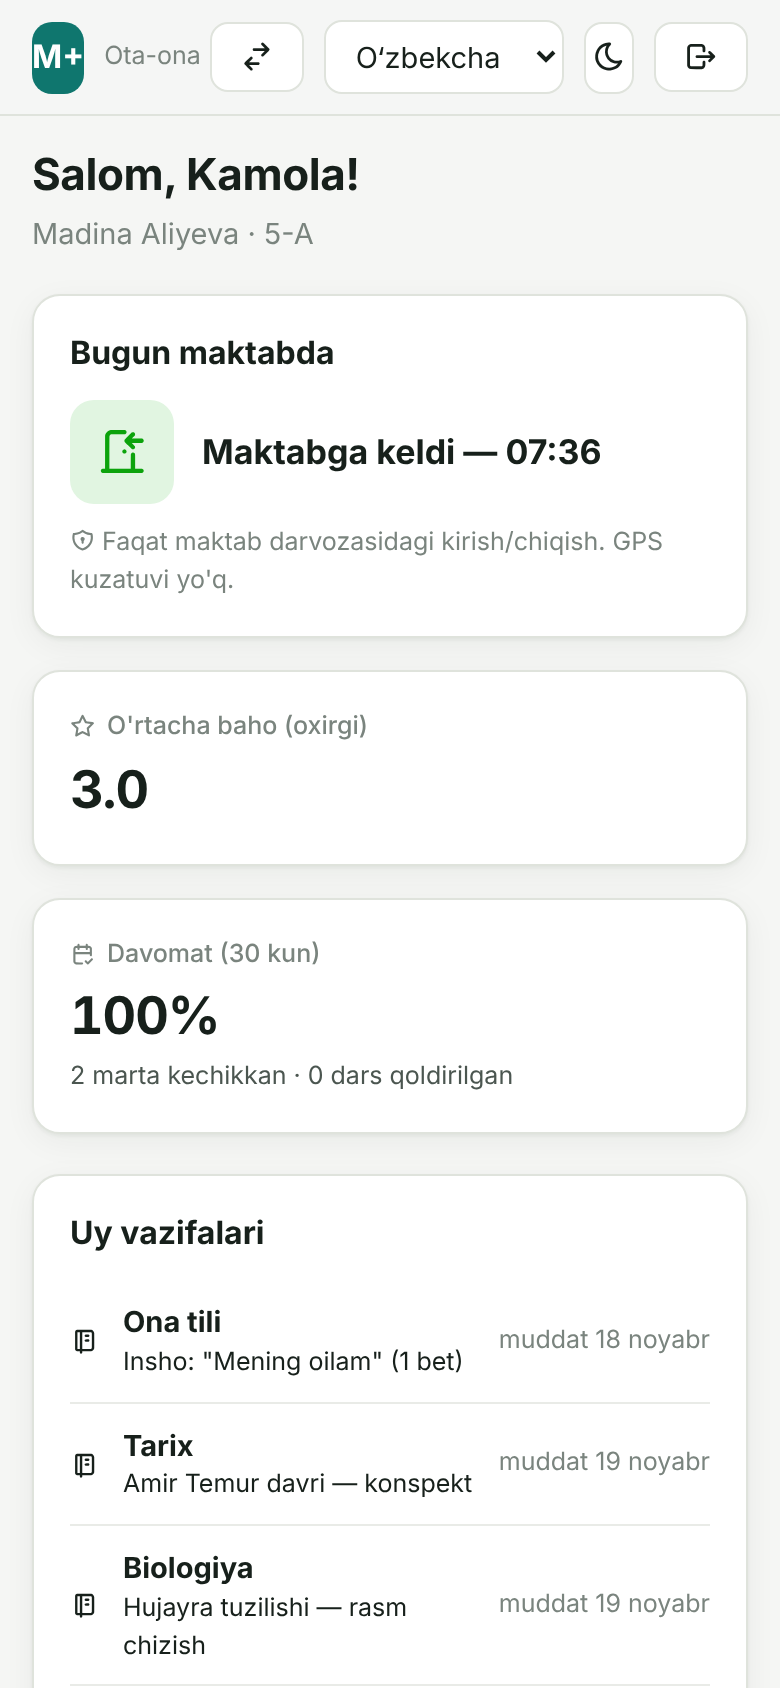 M+ Ota-ona O‘zbekcha
Salom, Kamola!
Madina Aliyeva · 5-A
Bugun maktabda
Maktabga keldi — 07:36
Faqat maktab darvozasidagi kirish/chiqish. GPS
kuzatuvi yo'q.
O'rtacha baho (oxirgi)
3.0
Davomat (30 kun)
100%
2 marta kechikkan · 0 dars qoldirilgan
Uy vazifalari
Ona tili
Insho: "Mening oilam" (1 bet)
muddat 18 noyabr
Tarix
Amir Temur davri — konspekt
muddat 19 noyabr
Biologiya
Hujayra tuzilishi — rasm
chizish
muddat 19 noyabr